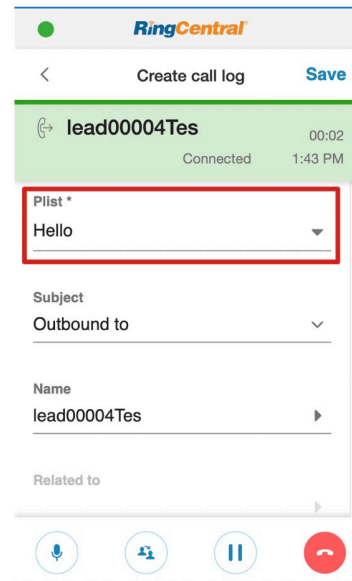 RingCentral
Create call log
Save
lead00004Tes
00:02
Connected
1:43 PM
Plist *
Hello
Subject
Outbound to
Name
lead00004Tes
Related to